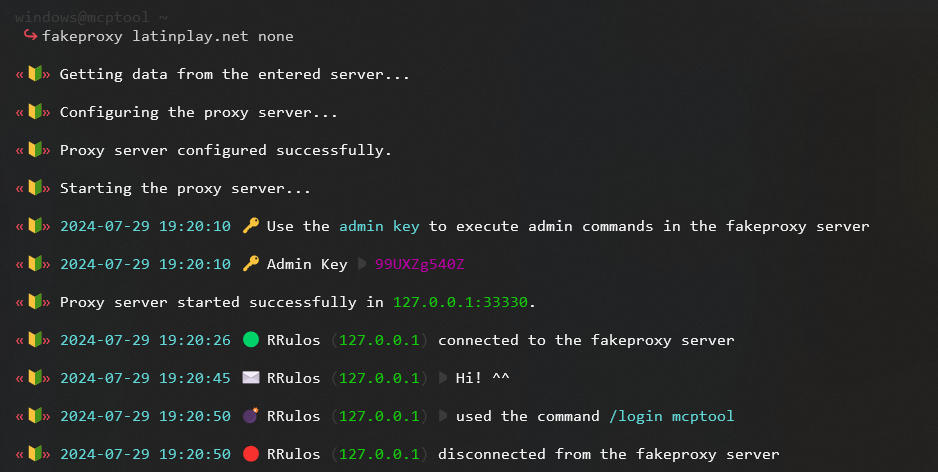 windows@mcptool ~
↪ fakeproxy latinplay.net none
«🔰» Getting data from the entered server...
«🔰» Configuring the proxy server...
«🔰» Proxy server configured successfully.
«🔰» Starting the proxy server...
«🔰» 2024-07-29 19:20:10 🔑 Use the admin key to execute admin commands in the fakeproxy server
«🔰» 2024-07-29 19:20:10 🔑 Admin Key ▶ 99UXZg540Z
«🔰» Proxy server started successfully in 127.0.0.1:33330.
«🔰» 2024-07-29 19:20:26 🟢 RRulos (127.0.0.1) connected to the fakeproxy server
«🔰» 2024-07-29 19:20:45 ✉️ RRulos (127.0.0.1) ▶ Hi! ^^
«🔰» 2024-07-29 19:20:50 💣 RRulos (127.0.0.1) ▶ used the command /login mcptool
«🔰» 2024-07-29 19:20:50 🔴 RRulos (127.0.0.1) disconnected from the fakeproxy server